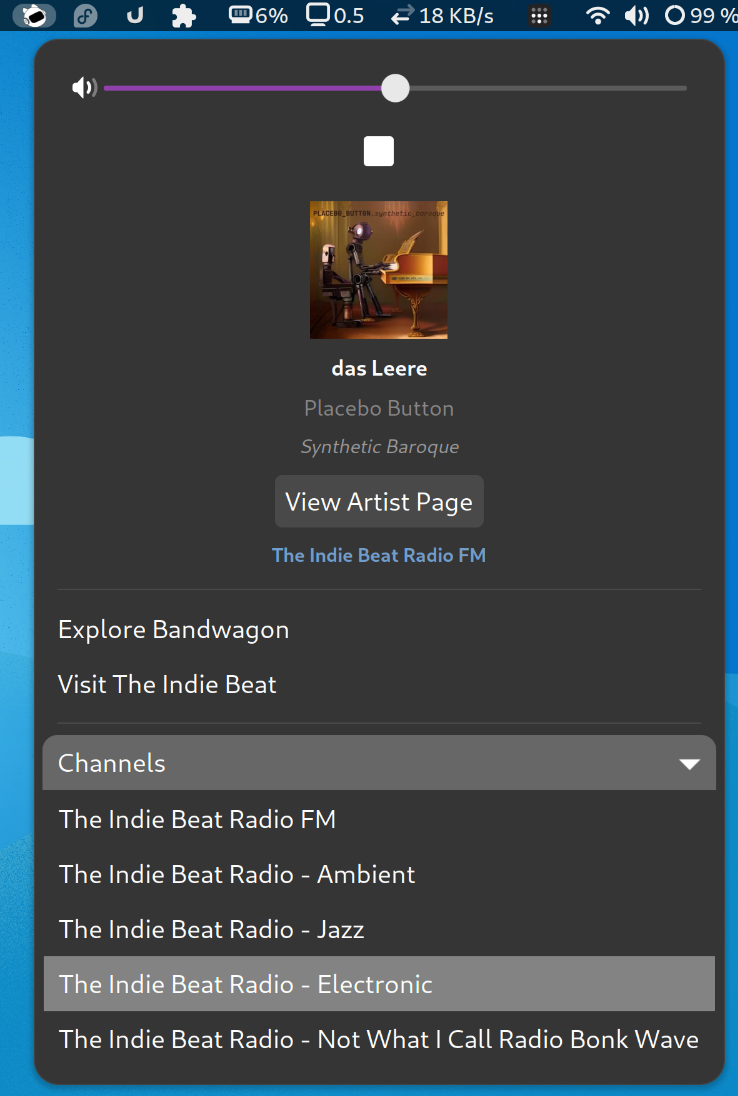 6% 0.5 18 KB/s 99 %
PLACEBO_BUTTON.synthetic_baroque
das Leere
Placebo Button
Synthetic Baroque
View Artist Page
The Indie Beat Radio FM
Explore Bandwagon
Visit The Indie Beat
Channels
The Indie Beat Radio FM
The Indie Beat Radio - Ambient
The Indie Beat Radio - Jazz
The Indie Beat Radio - Electronic
The Indie Beat Radio - Not What I Call Radio Bonk Wave